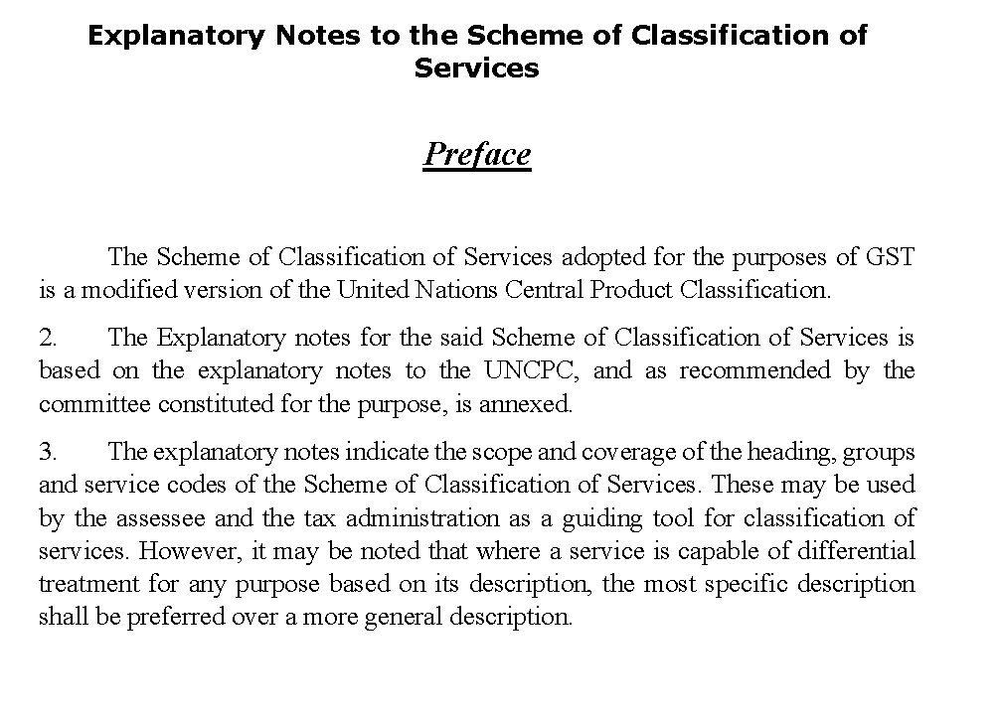 Explanatory Notes to the Scheme of Classification of
Services
Preface
The Scheme of Classification of Services adopted for the purposes of GST
is a modified version of the United Nations Central Product Classification.
2. The Explanatory notes for the said Scheme of Classification of Services is
based on the explanatory notes to the UNCPC, and as recommended by the
committee constituted for the purpose, is annexed.
3. The explanatory notes indicate the scope and coverage of the heading, groups
and service codes of the Scheme of Classification of Services. These may be used
by the assessee and the tax administration as a guiding tool for classification of
services. However, it may be noted that where a service is capable of differential
treatment for any purpose based on its description, the most specific description
shall be preferred over a more general description.